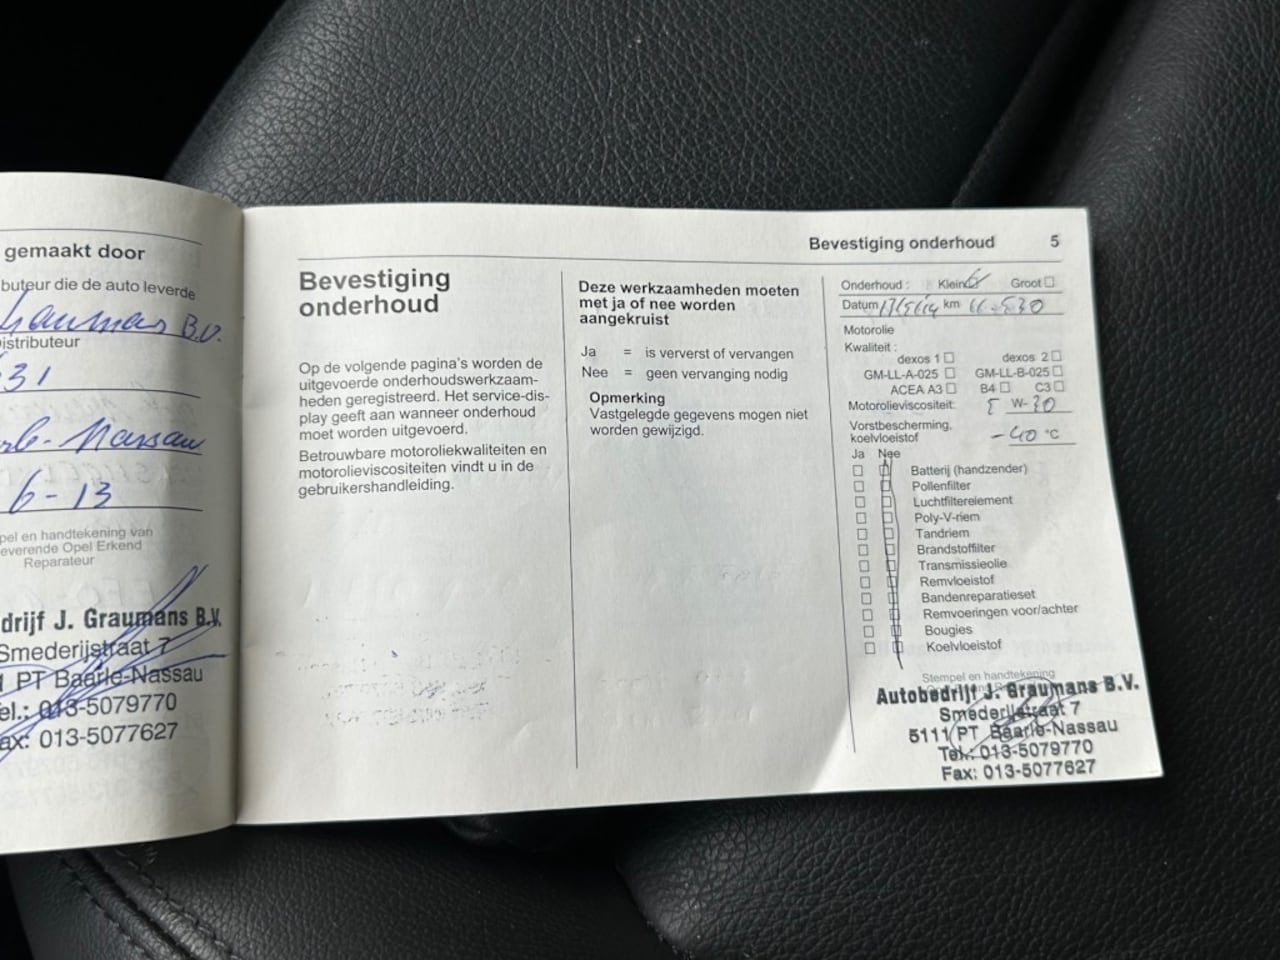 gemaakt door
buteur die de auto leverde
Graumans B.V.
istributeur
31
Nassau
6-13
pel en handtekening van
everende Opel Erkend
Reparateur
drijf J. Graumans B.V.
Smederijstraat 7
1 PT Baarle-Nassau
el.: 013-5079770
ax: 013-5077627
Bevestiging onderhoud 5
Bevestiging
onderhoud
Op de volgende pagina's worden de
uitgevoerde onderhoudswerkzaam-
heden geregistreerd. Het service-dis-
play geeft aan wanneer onderhoud
moet worden uitgevoerd.
Betrouwbare motoroliekwaliteiten en
motorolieviscositeiten vindt u in de
gebruikershandleiding.
Deze werkzaamheden moeten
met ja of nee worden
aangekruist
Ja = is ververst of vervangen
Nee = geen vervanging nodig
Opmerking
Vastgelegde gegevens mogen niet
worden gewijzigd.
Onderhoud: Klein Groot
Datum km
Motorolie
Kwaliteit:
dexos 1 dexos 2
GM-LL-A-025 GM-LL-B-025
ACEA A3 B4 C3
Motorolieviscositeit: 5 W-30
Vorstbescherming,
koelvloeistof -40 °C
Ja Nee
Batterij (handzender)
Pollenfilter
Luchtfilterelement
Poly-V-riem
Tandriem
Brandstoffilter
Transmissieolie
Remvloeistof
Bandenreparatieset
Remvoeringen voor/achter
Bougies
Koelvloeistof
Stempel en handtekening
Autobedrijf J. Graumans B.V.
Smederijstraat 7
5111 PT Baarle-Nassau
Tel.: 013-5079770
Fax: 013-5077627